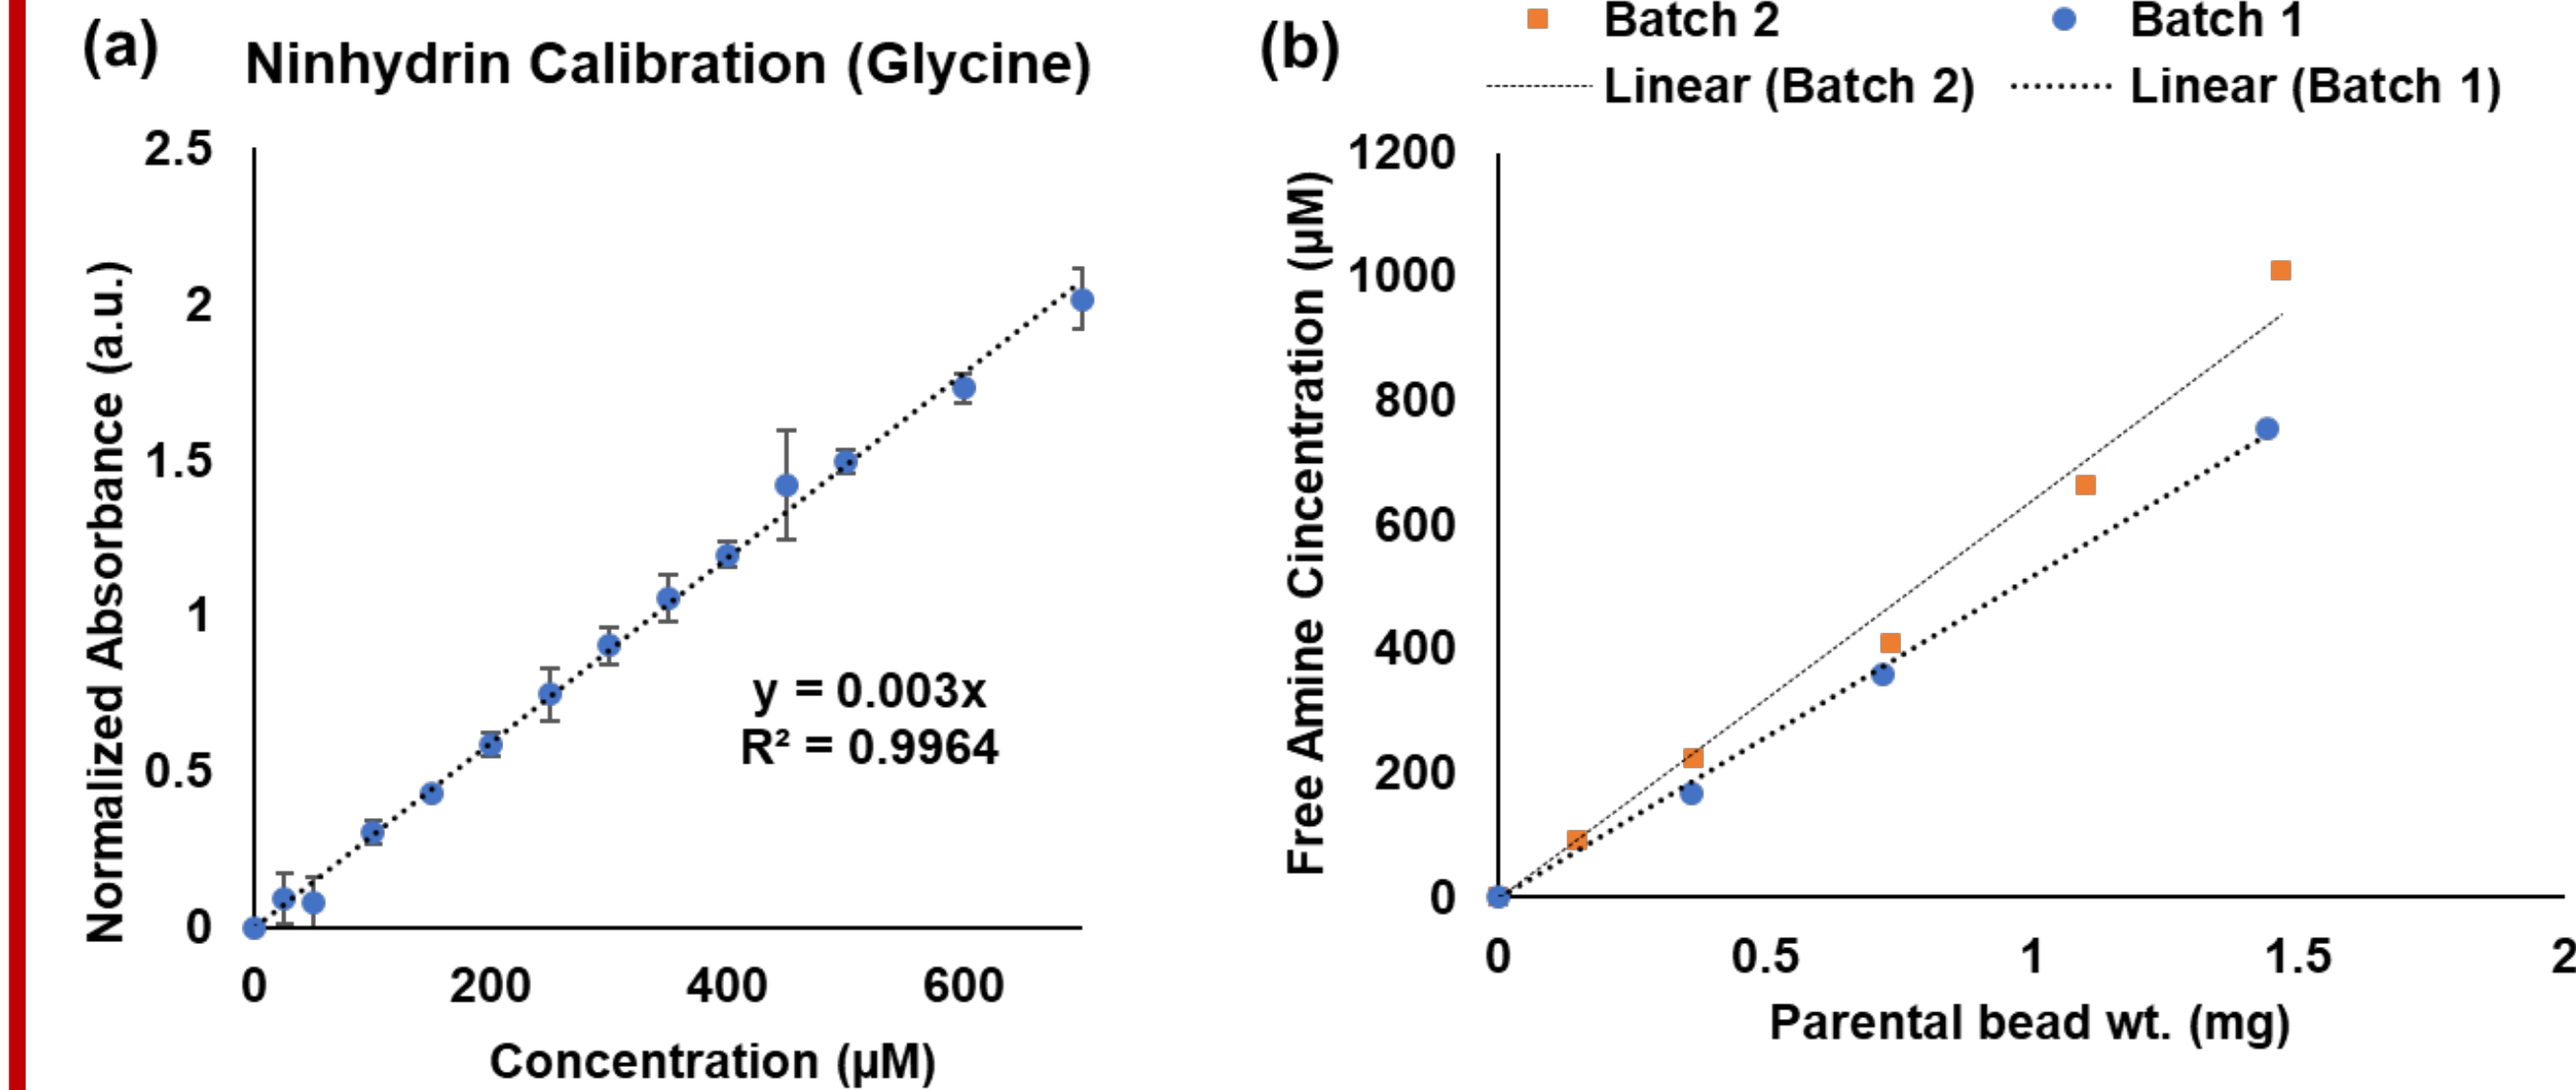 (a)
Ninhydrin Calibration (Glycine)
Normalized Absorbance (a.u.)
2.5
2
1.5
1
0.5
0
y = 0.003x
R² = 0.9964
0 200 400 600
Concentration (µM)
(b)
Batch 2 Batch 1
Linear (Batch 2) Linear (Batch 1)
Free Amine Cincentration (µM)
1200
1000
800
600
400
200
0
0 0.5 1 1.5 2
Parental bead wt. (mg)